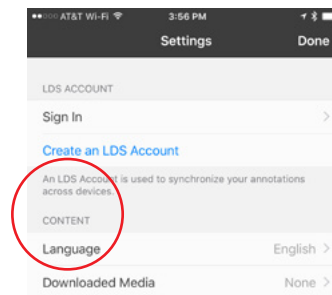 AT&T Wi-Fi 3:56 PM
Settings Done
LDS ACCOUNT
Sign In
Create an LDS Account
An LDS Account is used to synchronize your annotations
across devices.
CONTENT
Language English
Downloaded Media None